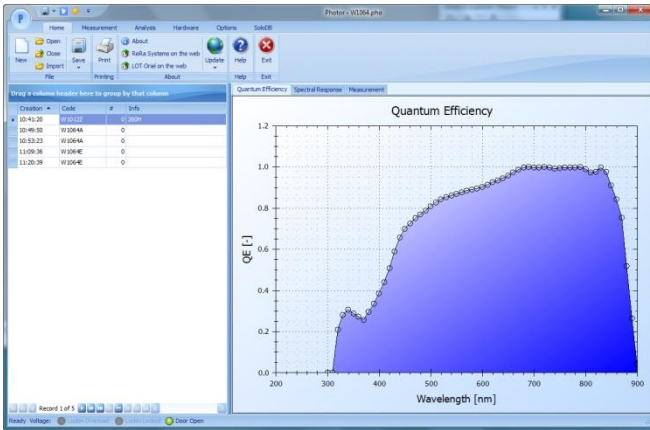 Photor - W1064.pho
P
Home Measurement Analysis Hardware Options SolarDB
New
Open
Close
Import
Save
Print
About
ReRa Systems on the web
LOT Oriel on the web
Update
Help
Exit
File Printing About Help Exit
Drag a column header here to group by that column
Creation Code # Info
10:41:20 0
10:49:50 W1064A 0
10:53:23 W1064A 0
11:09:36 W1064E 0
11:20:39 W1064E 0
Record 1 of 5
Ready Voltage: Door Open
Quantum Efficiency Spectral Response Measurement
Quantum Efficiency
1.2
1.0
0.8
0.6
0.4
0.2
0.0
QE [-]
200 300 400 500 600 700 800 900
Wavelength [nm]